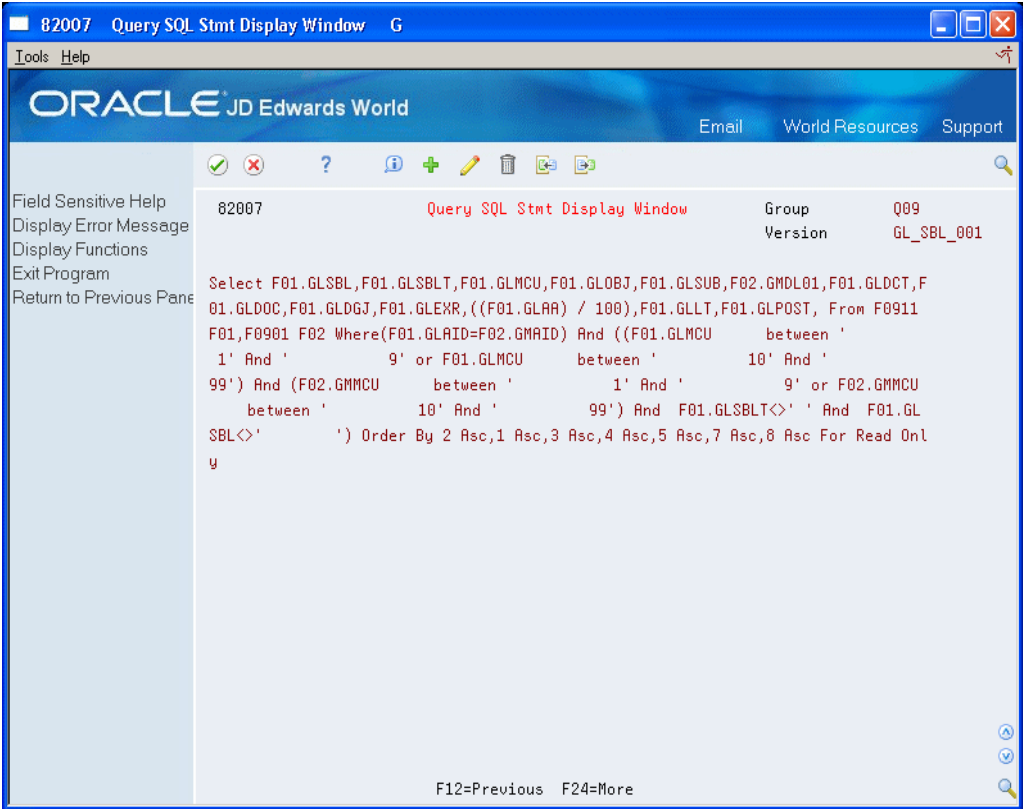 82007 Query SQL Stmt Display Window G
Tools Help
ORACLE JD Edwards World
Email World Resources Support
?
Field Sensitive Help
Display Error Message
Display Functions
Exit Program
Return to Previous Pane
82007 Query SQL Stmt Display Window Group Q09
Version GL_SBL_001
Select F01.GLSBL,F01.GLSBLT,F01.GLMCU,F01.GLOBJ,F01.GLSUB,F02.GMDL01,F01.GLDCT,F
01.GLDOC,F01.GLDGJ,F01.GLEXR,((F01.GLAA) / 100),F01.GLLT,F01.GLPOST, From F0911
F01,F0901 F02 Where(F01.GLAID=F02.GMAID) And ((F01.GLMCU      between '
 1' And '           9' or F01.GLMCU      between '          10' And '
99') And (F02.GMMCU      between '           1' And '           9' or F02.GMMCU
    between '          10' And '          99') And  F01.GLSBLT<>' ' And  F01.GL
SBL<>'        ') Order By 2 Asc,1 Asc,3 Asc,4 Asc,5 Asc,7 Asc,8 Asc For Read Onl
y
F12=Previous F24=More